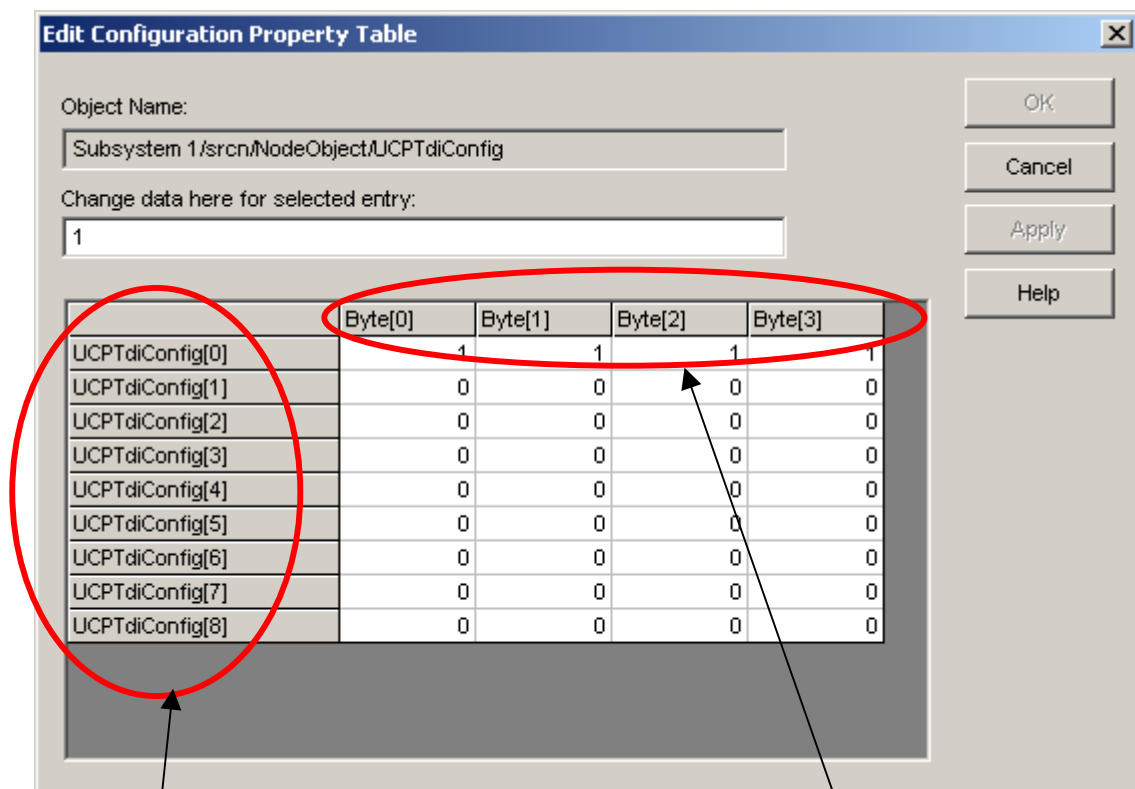 Edit Configuration Property Table
Object Name:
OK
Subsystem 1/srcn/NodeObject/UCPTdiConfig
Cancel
Change data here for selected entry:
1
Apply
Help
Byte[0] Byte[1] Byte[2] Byte[3]
UCPTdiConfig[0] 1 1 1 1
UCPTdiConfig[1] 0 0 0 0
UCPTdiConfig[2] 0 0 0 0
UCPTdiConfig[3] 0 0 0 0
UCPTdiConfig[4] 0 0 0 0
UCPTdiConfig[5] 0 0 0 0
UCPTdiConfig[6] 0 0 0 0
UCPTdiConfig[7] 0 0 0 0
UCPTdiConfig[8] 0 0 0 0